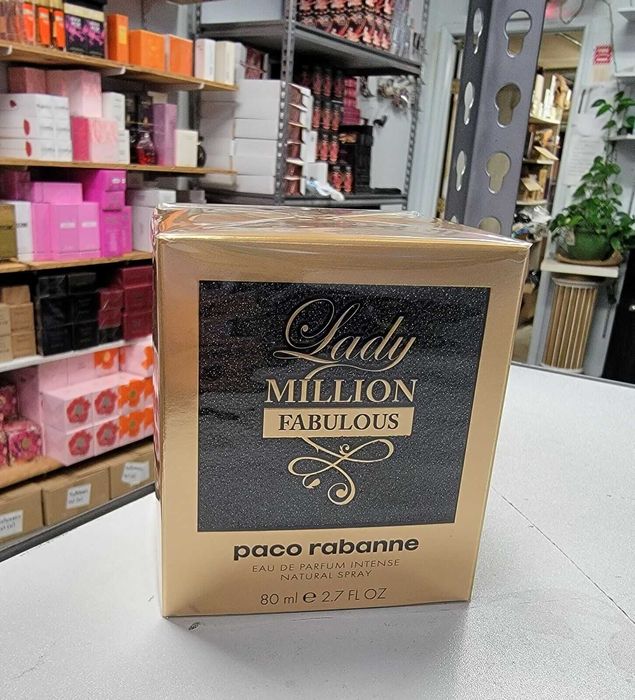 Lady
MILLION
FABULOUS
paco rabanne
EAU DE PARFUM INTENSE
NATURAL SPRAY
80 ml e 2.7 FL OZ